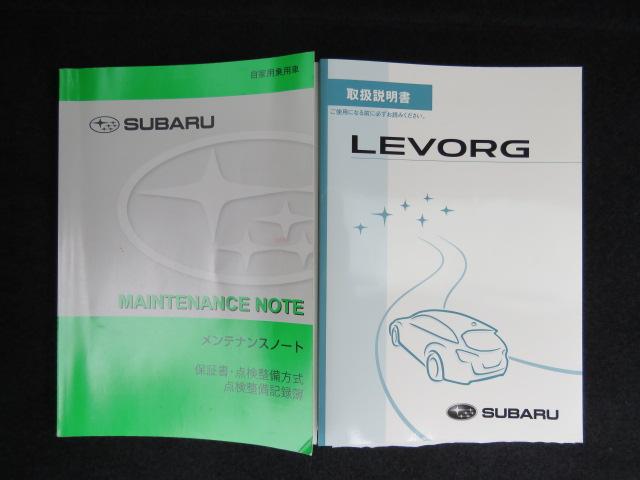 自家用乗用車
SUBARU
MAINTENANCE NOTE
メンテナンスノート
保証書・点検整備方式
点検整備記録簿
取扱説明書
ご使用になる前に必ずお読みください。
LEVORG
SUBARU